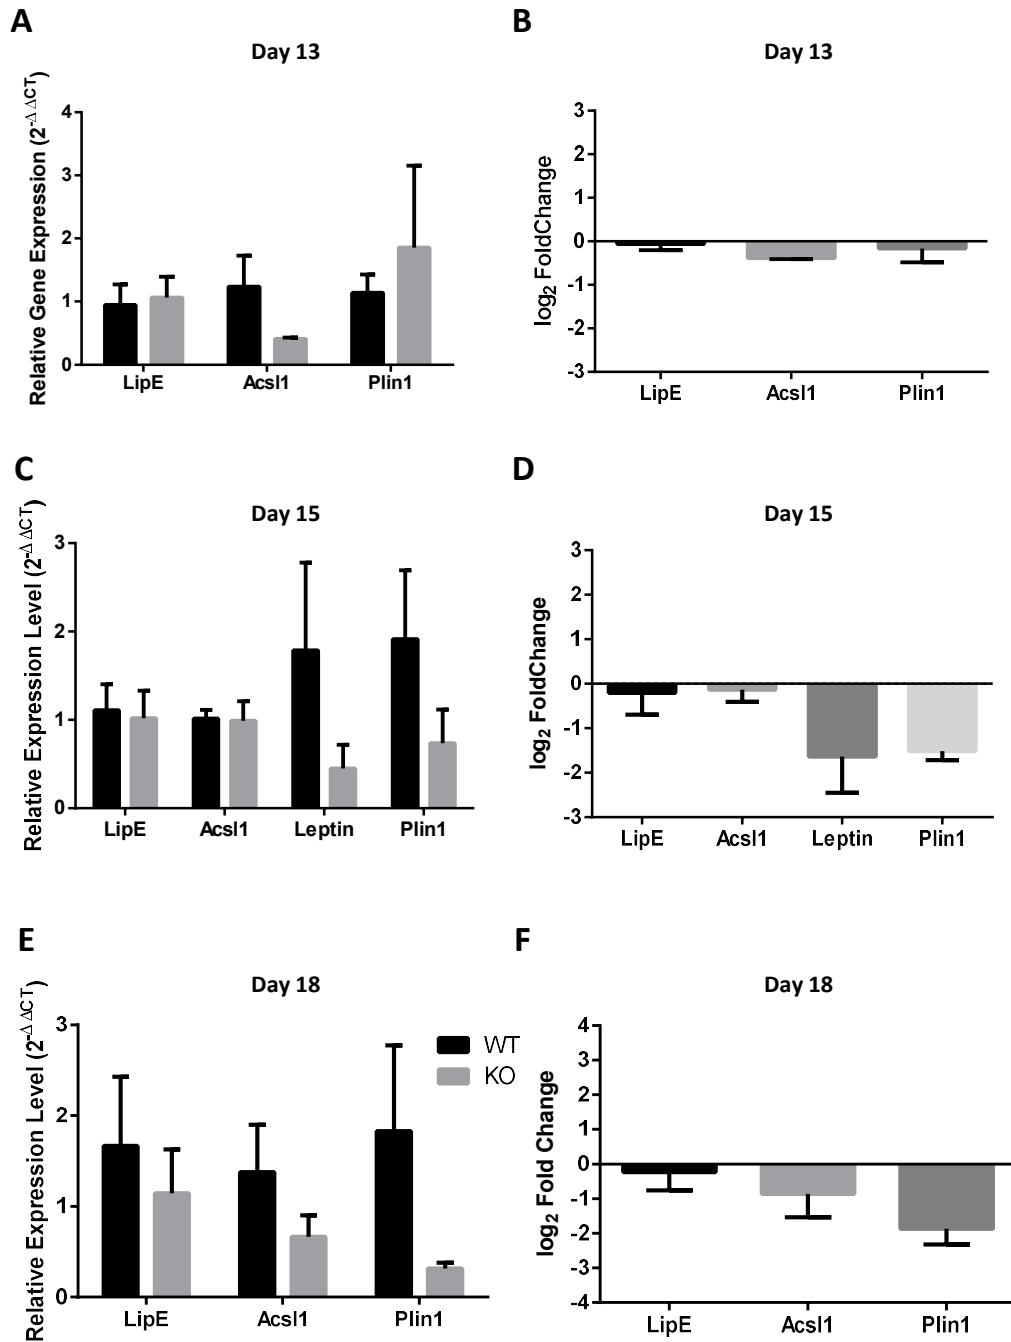 A
Day 13
Relative Gene Expression (2-Δ ΔCT)
4
3
2
1
0
LipE Acsl1 Plin1
B
Day 13
log2 FoldChange
3
2
1
0
-1
-2
-3
LipE Acsl1 Plin1
C
Day 15
Relative Expression Level (2-Δ ΔCT)
3
2
1
0
LipE Acsl1 Leptin Plin1
D
Day 15
log2 FoldChange
3
2
1
0
-1
-2
-3
LipE Acsl1 Leptin Plin1
E
Day 18
Relative Expression Level (2-Δ ΔCT)
3
2
1
0
LipE Acsl1 Plin1
WT
KO
F
Day 18
log2 Fold Change
4
3
2
1
0
-1
-2
-3
-4
LipE Acsl1 Plin1